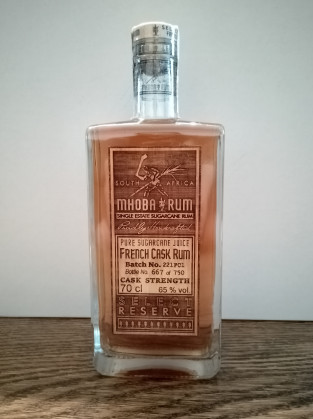 SOUTH AFRICA
MHOBA RUM
SINGLE ESTATE SUGARCANE RUM
PURE SUGARCANE JUICE
FRENCH CASK RUM
Batch No. 221FC1
Bottle No. 667 of 750
CASK STRENGTH
70 cl 65 % vol
SELECT
RESERVE